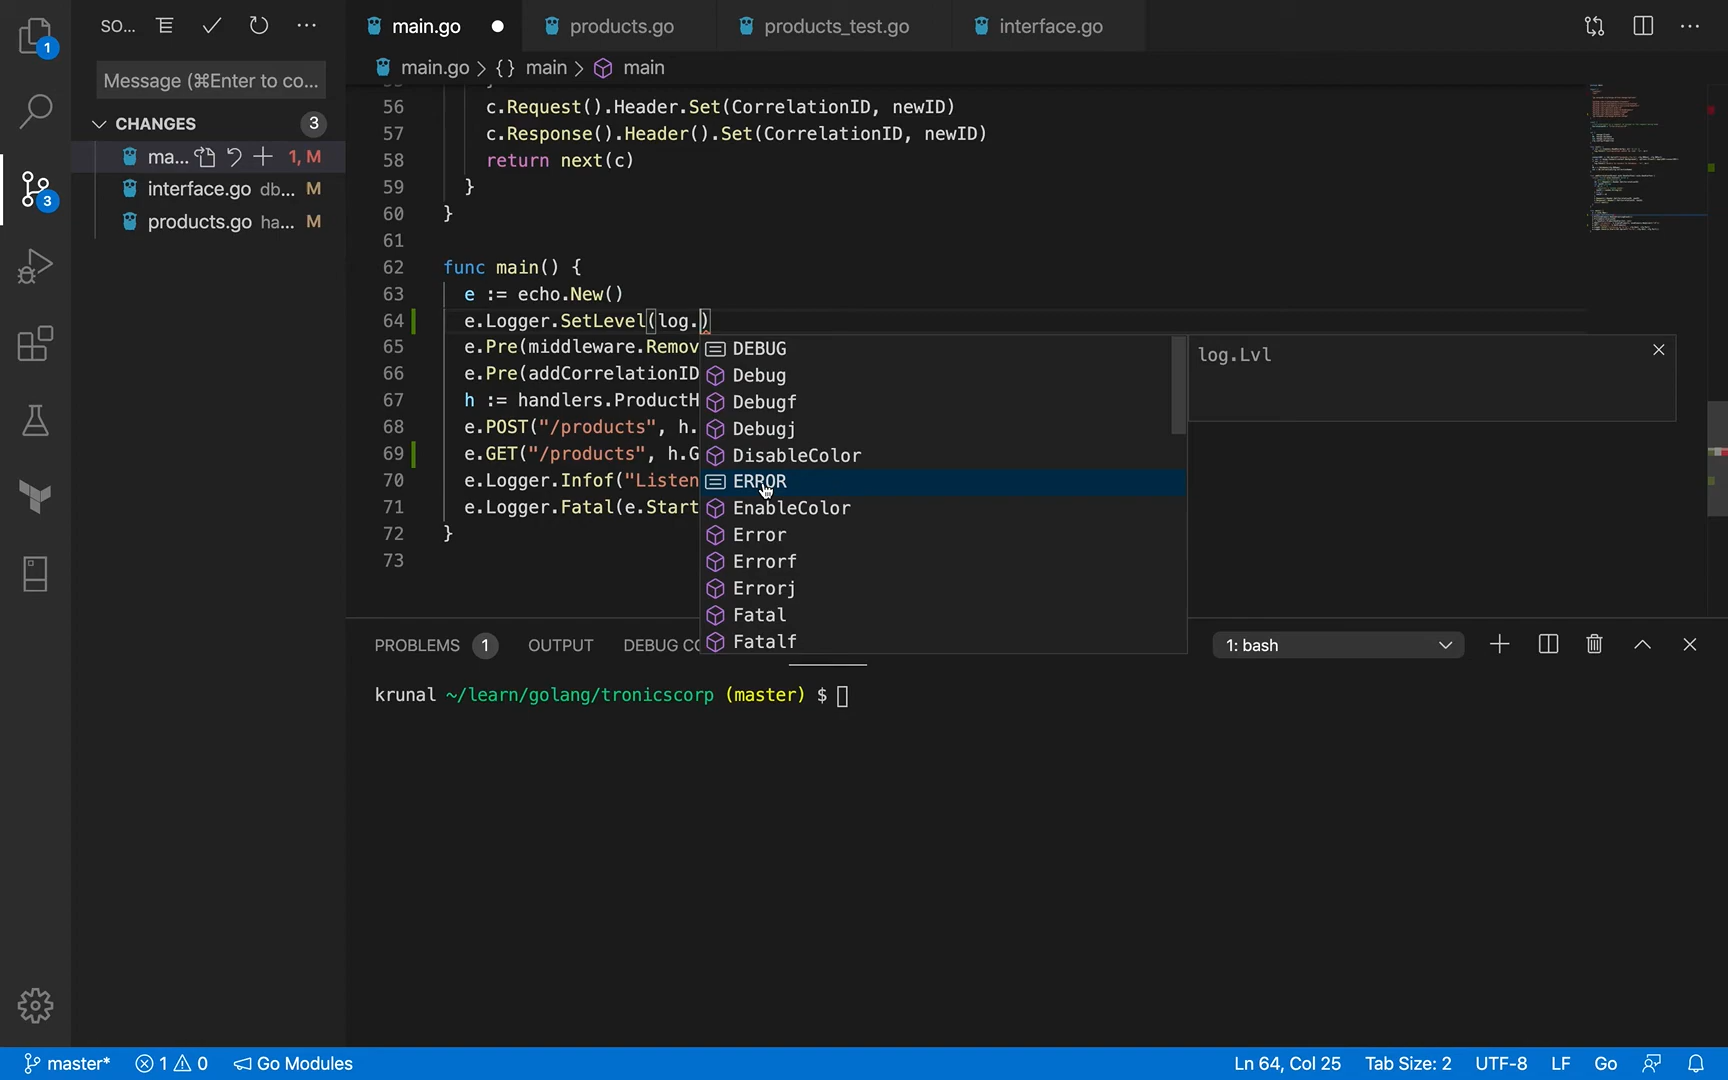 1
SO...
main.go
products.go
products_test.go
interface.go
Message (⌘Enter to co...
main.go > {} main > main
CHANGES 3
ma... 1, M
interface.go db... M
products.go ha... M
3
56 c.Request().Header.Set(CorrelationID, newID)
57 c.Response().Header().Set(CorrelationID, newID)
58 return next(c)
59 }
60 }
61
62 func main() {
63 e := echo.New()
64 e.Logger.SetLevel(log.)
65 e.Pre(middleware.Remov
66 e.Pre(addCorrelationID
67 h := handlers.ProductH
68 e.POST("/products", h.
69 e.GET("/products", h.G
70 e.Logger.Infof("Listen
71 e.Logger.Fatal(e.Start
72 }
73
DEBUG
Debug
Debugf
Debugj
DisableColor
ERROR
EnableColor
Error
Errorf
Errorj
Fatal
Fatalf
log.Lvl
PROBLEMS 1 OUTPUT DEBUG CO
1: bash
krunal ~/learn/golang/tronicscorp (master) $
master* 1 0 Go Modules
Ln 64, Col 25 Tab Size: 2 UTF-8 LF Go